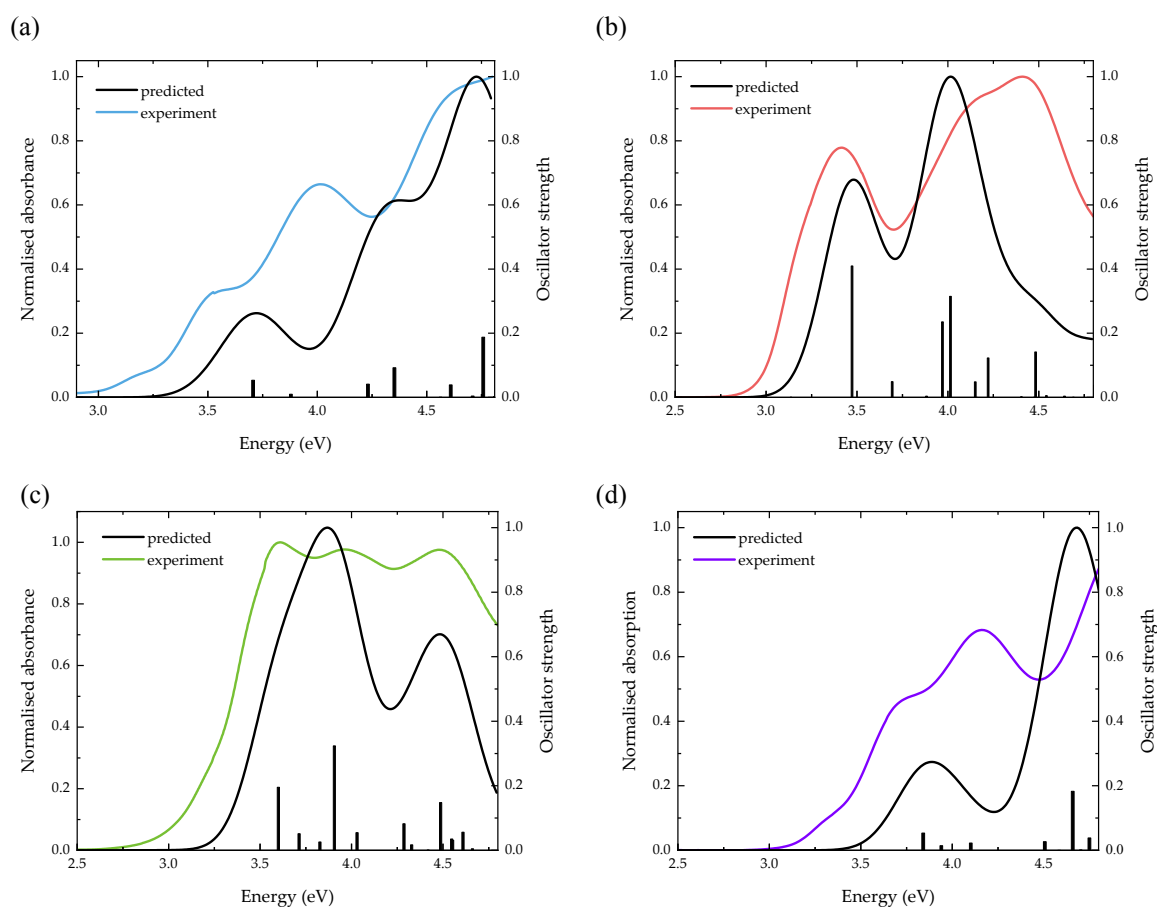 (a)
predicted
experiment
Normalised absorbance
1.0
0.8
0.6
0.4
0.2
0.0
1.0
0.8
0.6
0.4
0.2
0.0
Oscillator strength
3.0 3.5 4.0 4.5
Energy (eV)
(b)
predicted
experiment
Normalised absorbance
1.0
0.8
0.6
0.4
0.2
0.0
1.0
0.8
0.6
0.4
0.2
0.0
Oscillator strength
2.5 3.0 3.5 4.0 4.5
Energy (eV)
(c)
predicted
experiment
Normalised absorbance
1.0
0.8
0.6
0.4
0.2
0.0
1.0
0.8
0.6
0.4
0.2
0.0
Oscillator strength
2.5 3.0 3.5 4.0 4.5
Energy (eV)
(d)
predicted
experiment
Normalised absorption
1.0
0.8
0.6
0.4
0.2
0.0
1.0
0.8
0.6
0.4
0.2
0.0
Oscillator strength
2.5 3.0 3.5 4.0 4.5
Energy (eV)